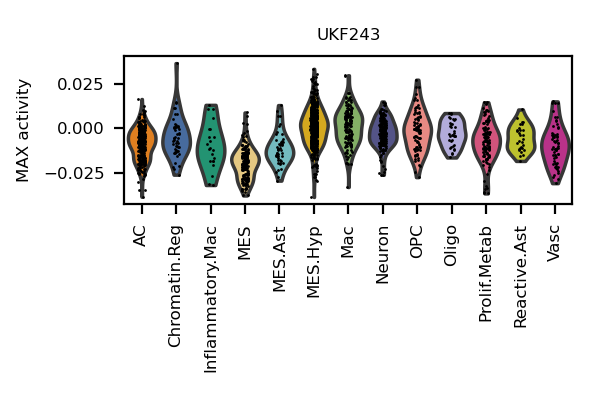 UKF243
MAX activity
0.025
0.000
−0.025
AC
Chromatin.Reg
Inflammatory.Mac
MES
MES.Ast
MES.Hyp
Mac
Neuron
OPC
Oligo
Prolif.Metab
Reactive.Ast
Vasc